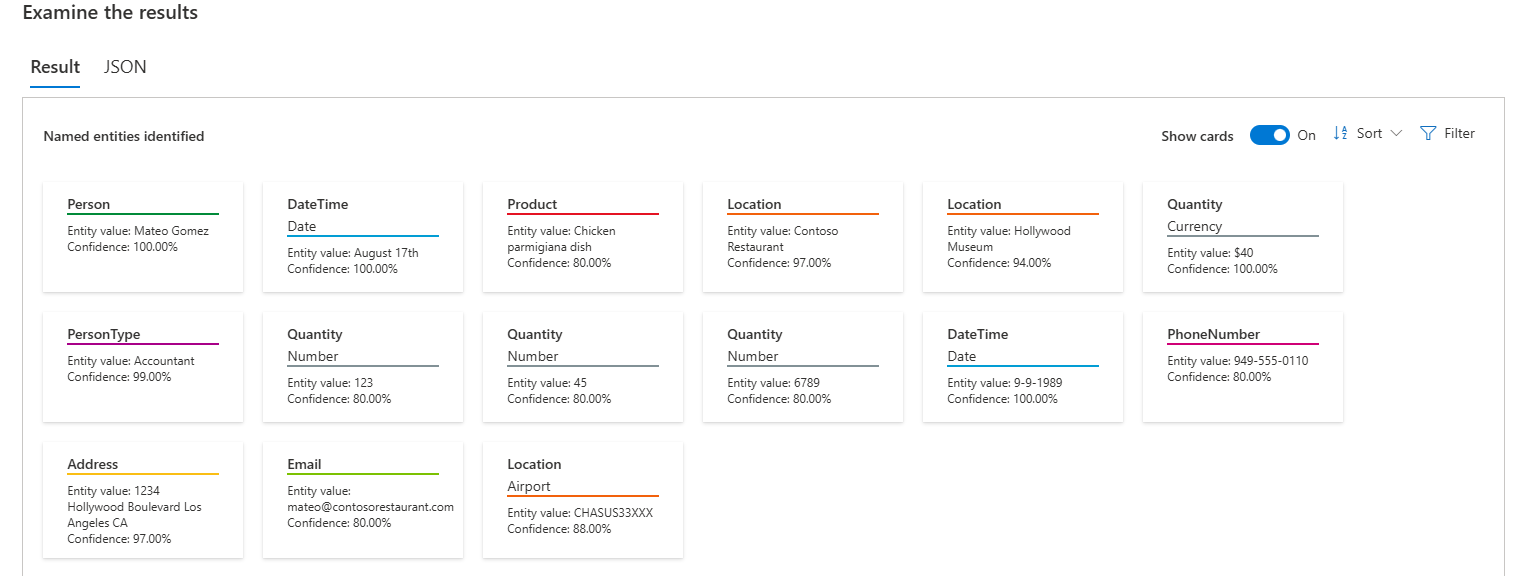 Examine the results
Result JSON
Named entities identified
Show cards On Sort Filter
Person
Entity value: Mateo Gomez
Confidence: 100.00%
DateTime
Date
Entity value: August 17th
Confidence: 100.00%
Product
Entity value: Chicken
parmigiana dish
Confidence: 80.00%
Location
Entity value: Contoso
Restaurant
Confidence: 97.00%
Location
Entity value: Hollywood
Museum
Confidence: 94.00%
Quantity
Currency
Entity value: $40
Confidence: 100.00%
PersonType
Entity value: Accountant
Confidence: 99.00%
Quantity
Number
Entity value: 123
Confidence: 80.00%
Quantity
Number
Entity value: 45
Confidence: 80.00%
Quantity
Number
Entity value: 6789
Confidence: 80.00%
DateTime
Date
Entity value: 9-9-1989
Confidence: 100.00%
PhoneNumber
Entity value: 949-555-0110
Confidence: 80.00%
Address
Entity value: 1234
Hollywood Boulevard Los
Angeles CA
Confidence: 97.00%
Email
Entity value:
mateo@contosorestaurant.com
Confidence: 80.00%
Location
Airport
Entity value: CHASUS33XXX
Confidence: 88.00%